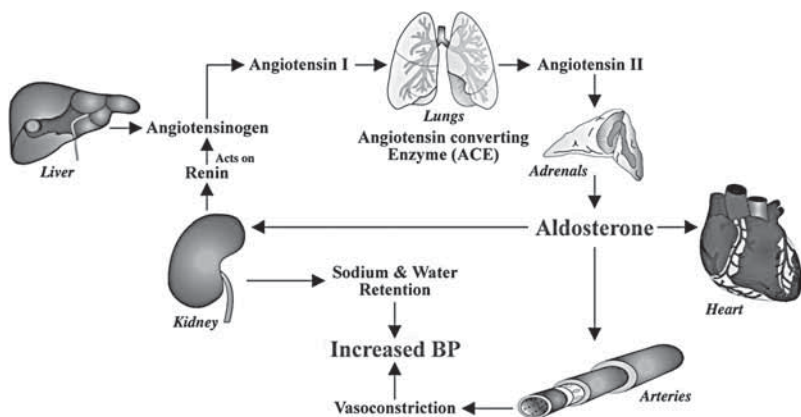 Angiotensin I
Angiotensin II
Lungs
Angiotensin converting
Enzyme (ACE)
Angiotensinogen
Liver
Acts on
Renin
Adrenals
Aldosterone
Sodium & Water
Retention
Kidney
Heart
Increased BP
Vasoconstriction
Arteries